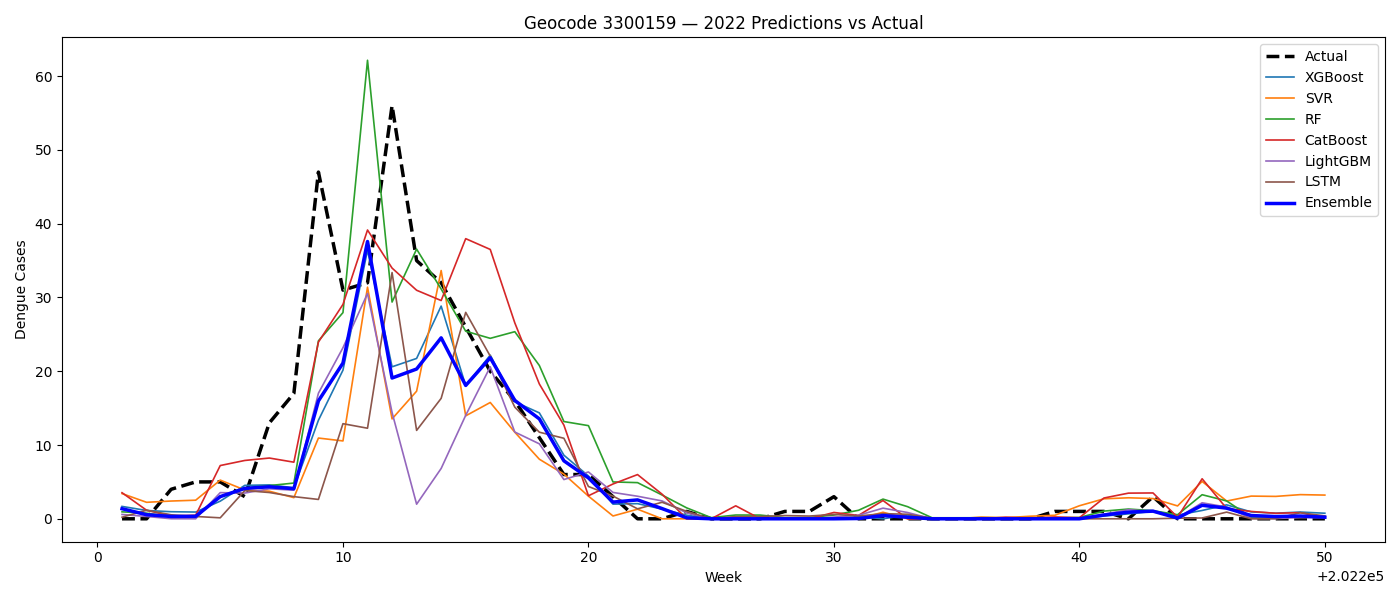 Geocode 3300159 — 2022 Predictions vs Actual
Dengue Cases
60
50
40
30
20
10
0
Actual
XGBoost
SVR
RF
CatBoost
LightGBM
LSTM
Ensemble
0 10 20 30 40 50
Week
+2.022e5